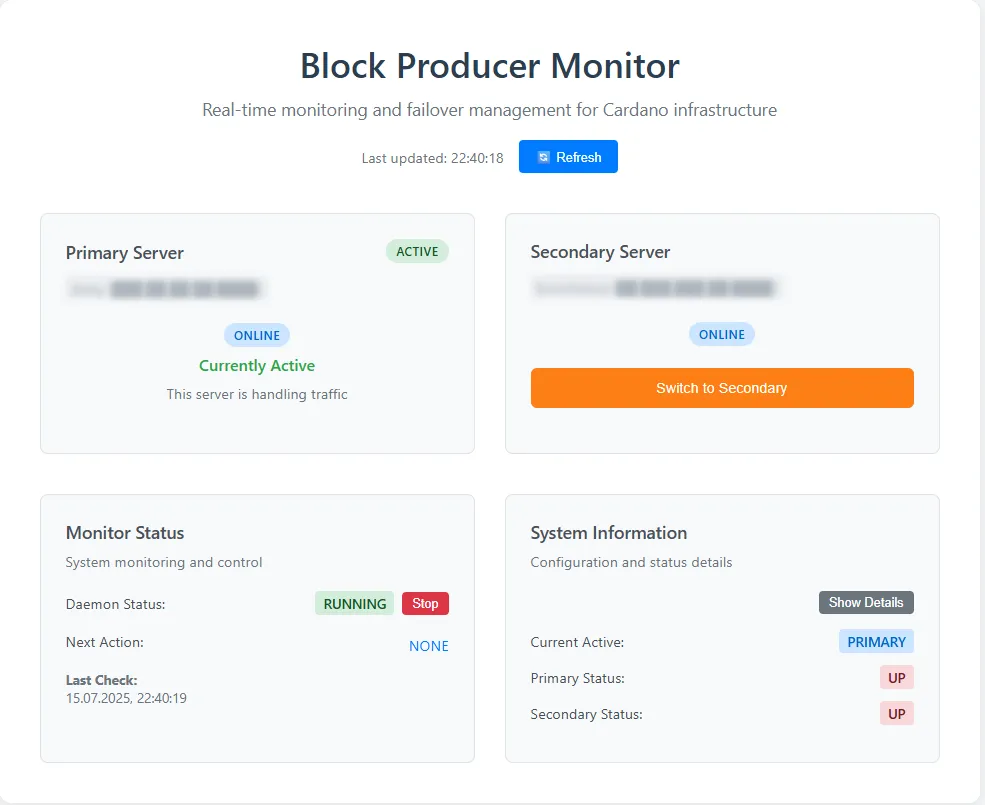 Block Producer Monitor
Real-time monitoring and failover management for Cardano infrastructure
Last updated: 22:40:18
Refresh
Primary Server
ACTIVE
ONLINE
Currently Active
This server is handling traffic
Secondary Server
ONLINE
Switch to Secondary
Monitor Status
System monitoring and control
Daemon Status:
RUNNING
Stop
Next Action:
NONE
Last Check:
15.07.2025, 22:40:19
System Information
Configuration and status details
Show Details
Current Active:
PRIMARY
Primary Status:
UP
Secondary Status:
UP